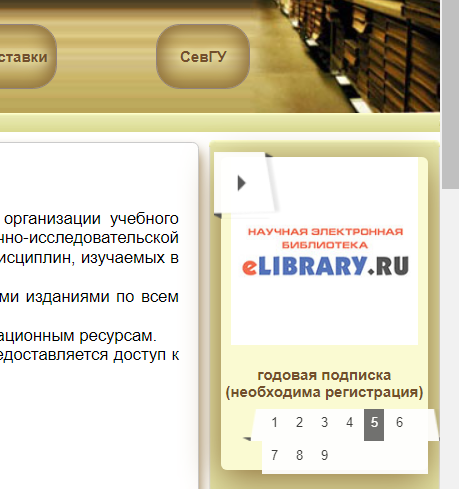 ставки
СевГУ
организации учебного
но-исследовательской
исциплин, изучаемых в
ми изданиями по всем
ационным ресурсам.
едоставляется доступ к
НАУЧНАЯ ЭЛЕКТРОННАЯ
БИБЛИОТЕКА
eLIBRARY.RU
годовая подписка
(необходима регистрация)
1 2 3 4 5 6
7 8 9